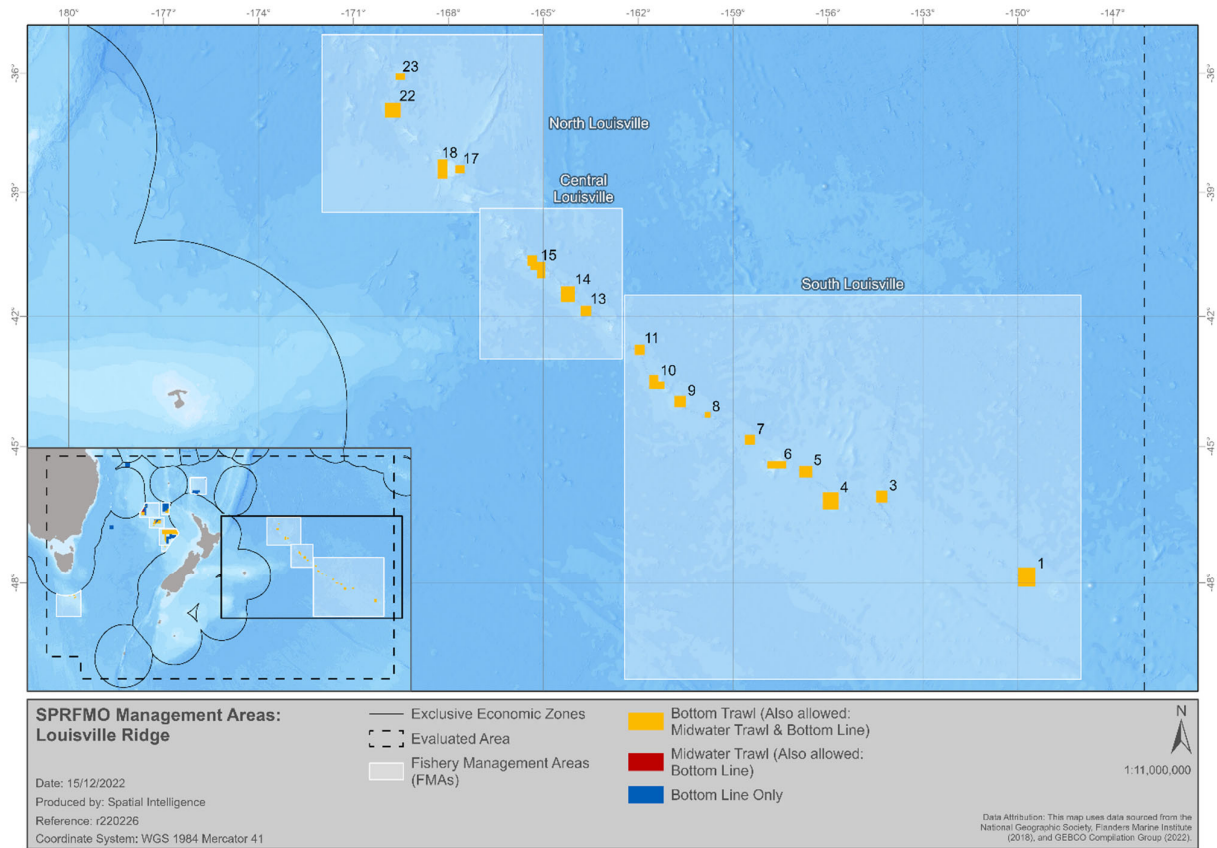 -180° -177° -174° -171° -168° -165° -162° -159° -156° -153° -150° -147°
-36° -36°
23
22
North Louisville
18 17
-39° -39°
Central
Louisville
15
14
13
South Louisville
-42° -42°
11
10
9
8
7
-45° -45°
6
5
4
3
1
-48° -48°
SPRFMO Management Areas:
Louisville Ridge
Date: 15/12/2022
Produced by: Spatial Intelligence
Reference: r220226
Coordinate System: WGS 1984 Mercator 41
Exclusive Economic Zones
Evaluated Area
Fishery Management Areas
(FMAs)
Bottom Trawl (Also allowed:
Midwater Trawl & Bottom Line)
Midwater Trawl (Also allowed:
Bottom Line)
Bottom Line Only
N
1:11,000,000
Data Attribution: This map uses data sourced from the
National Geographic Society, Flanders Marine Institute
(2018), and GEBCO Compilation Group (2022).